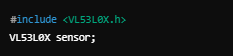 #include <VL53L0X.h>
VL53L0X sensor;